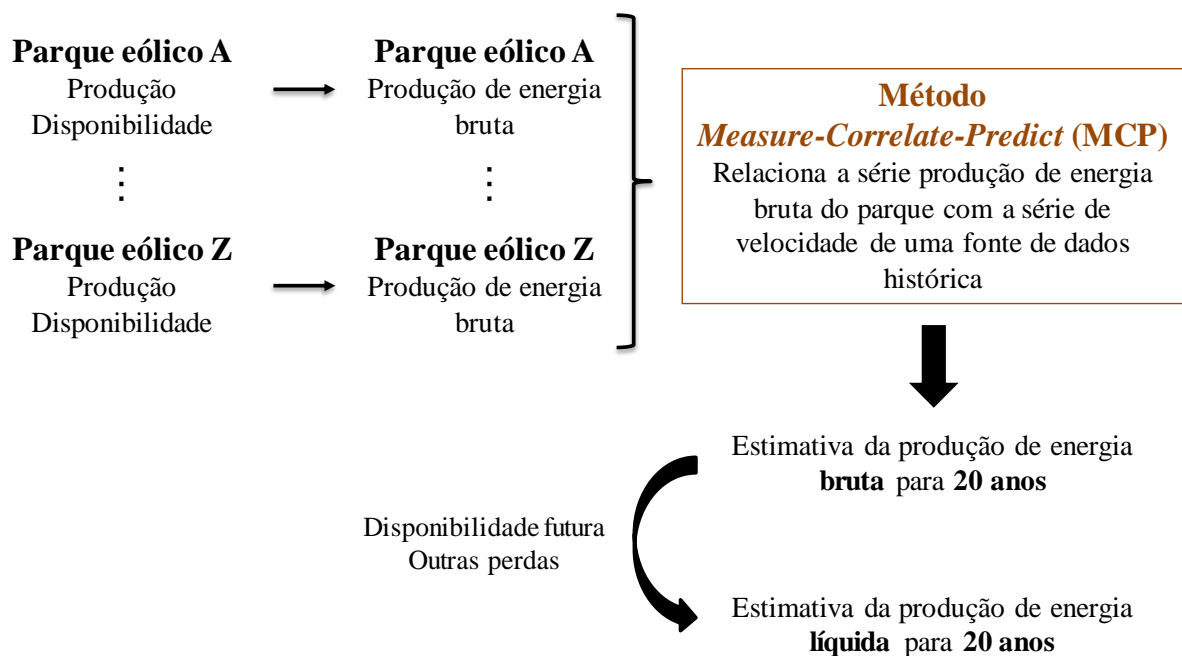 Parque eólico A
Produção
Disponibilidade
Parque eólico A
Produção de energia
bruta
Parque eólico Z
Produção
Disponibilidade
Parque eólico Z
Produção de energia
bruta
Método
Measure-Correlate-Predict (MCP)
Relaciona a série produção de energia
bruta do parque com a série de
velocidade de uma fonte de dados
histórica
Estimativa da produção de energia
bruta para 20 anos
Disponibilidade futura
Outras perdas
Estimativa da produção de energia
líquida para 20 anos